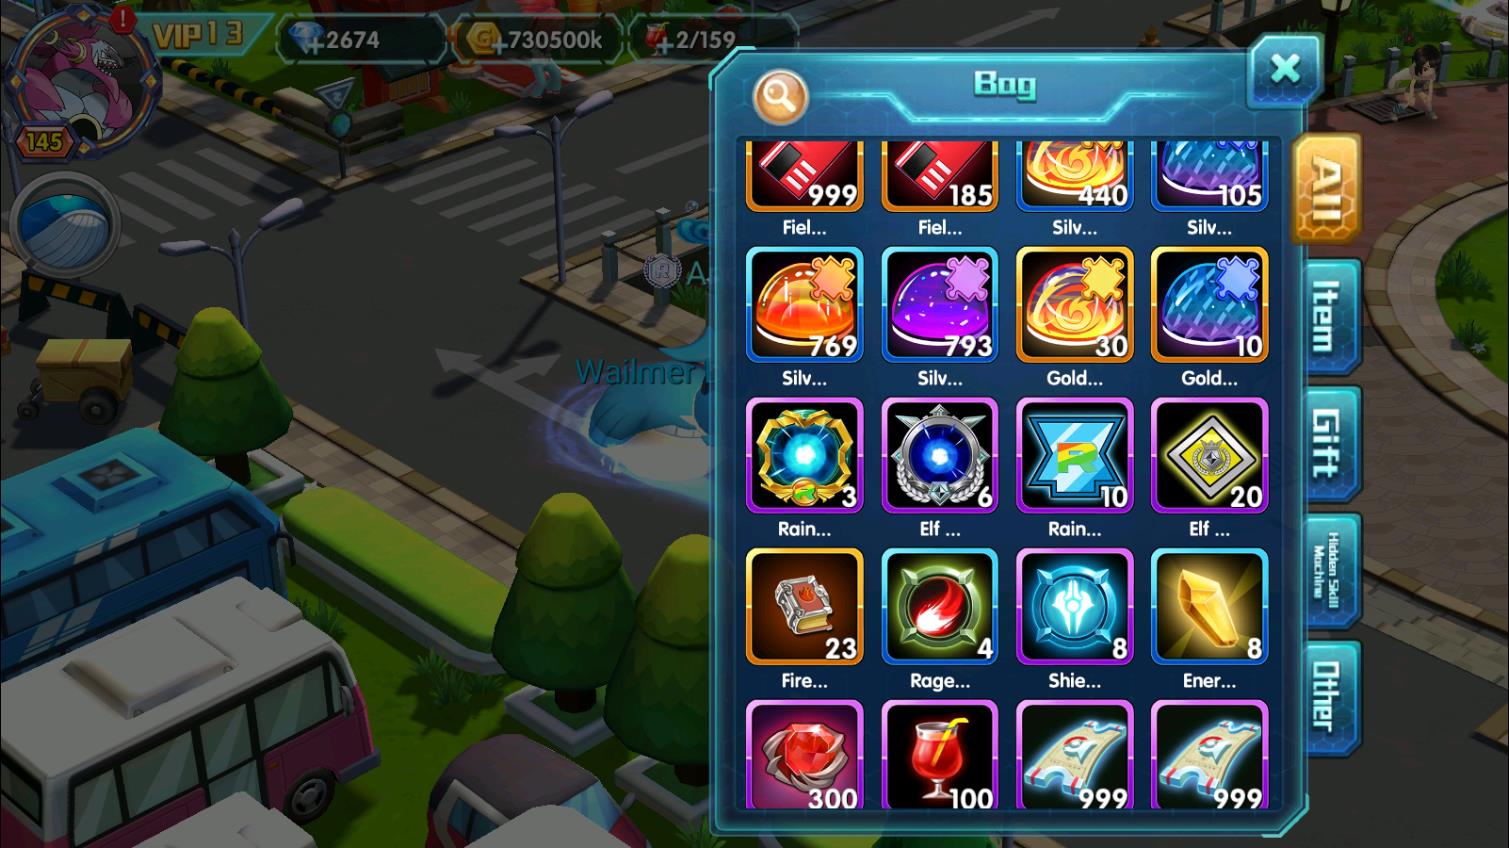 VIP13
2674
G
730500k
2/159
145
Bag
999
185
440
105
Fiel...
Fiel...
Silv...
Silv...
769
793
30
10
Silv...
Silv...
Gold...
Gold...
3
6
R
10
20
Rain...
Elf ...
Rain...
Elf ...
23
4
8
8
Fire...
Rage...
Shie...
Ener...
300
100
999
999
All
Item
Gift
Hidden Skill
Machine
Other
R
Wailmer